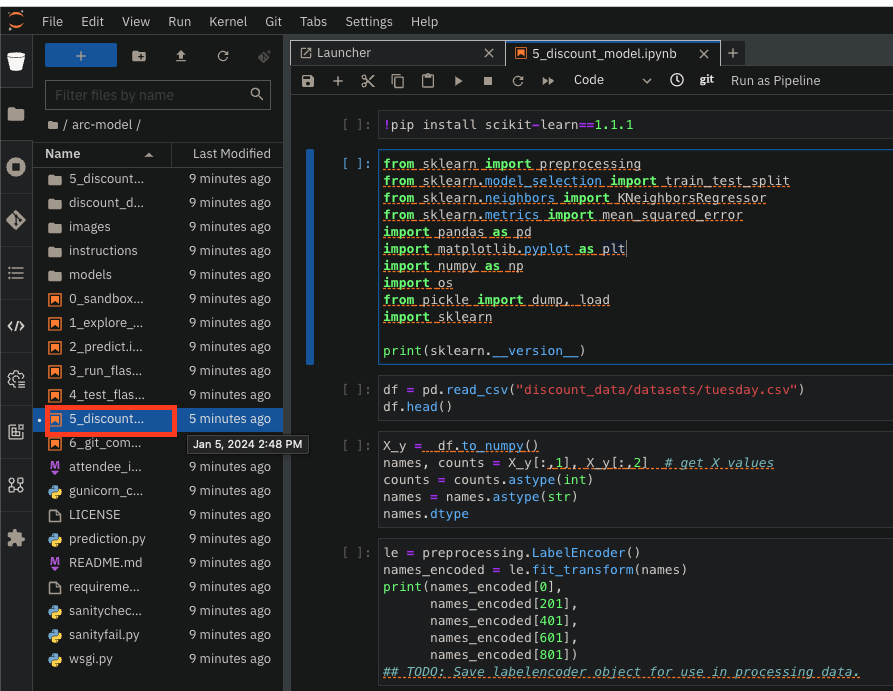 File Edit View Run Kernel Git Tabs Settings Help
Launcher
5_discount_model.ipynb
Code
git
Run as Pipeline
Filter files by name
/ arc-model /
Name Last Modified
5_discount... 9 minutes ago
discount_d... 9 minutes ago
images 9 minutes ago
instructions 9 minutes ago
models 9 minutes ago
0_sandbox... 9 minutes ago
1_explore_... 9 minutes ago
2_predict.i... 9 minutes ago
3_run_flas... 9 minutes ago
4_test_flas... 9 minutes ago
5_discount... 5 minutes ago
6_git_com...
Jan 5, 2024 2:48 PM
attendee_i... 9 minutes ago
gunicorn_c... 9 minutes ago
LICENSE 9 minutes ago
prediction.py 9 minutes ago
README.md 9 minutes ago
requireme... 9 minutes ago
sanitychec... 9 minutes ago
sanityfail.py 9 minutes ago
wsgi.py 9 minutes ago
[ ]: !pip install scikit-learn==1.1.1
[ ]: from sklearn import preprocessing
from sklearn.model_selection import train_test_split
from sklearn.neighbors import KNeighborsRegressor
from sklearn.metrics import mean_squared_error
import pandas as pd
import matplotlib.pyplot as plt
import numpy as np
import os
from pickle import dump, load
import sklearn
print(sklearn.__version__)
[ ]: df = pd.read_csv("discount_data/datasets/tuesday.csv")
df.head()
[ ]: X_y = df.to_numpy()
names, counts = X_y[:,1], X_y[:,2] # get X values
counts = counts.astype(int)
names = names.astype(str)
names.dtype
[ ]: le = preprocessing.LabelEncoder()
names_encoded = le.fit_transform(names)
print(names_encoded[0],
names_encoded[201],
names_encoded[401],
names_encoded[601],
names_encoded[801])
## TODO: Save labelencoder object for use in processing data.